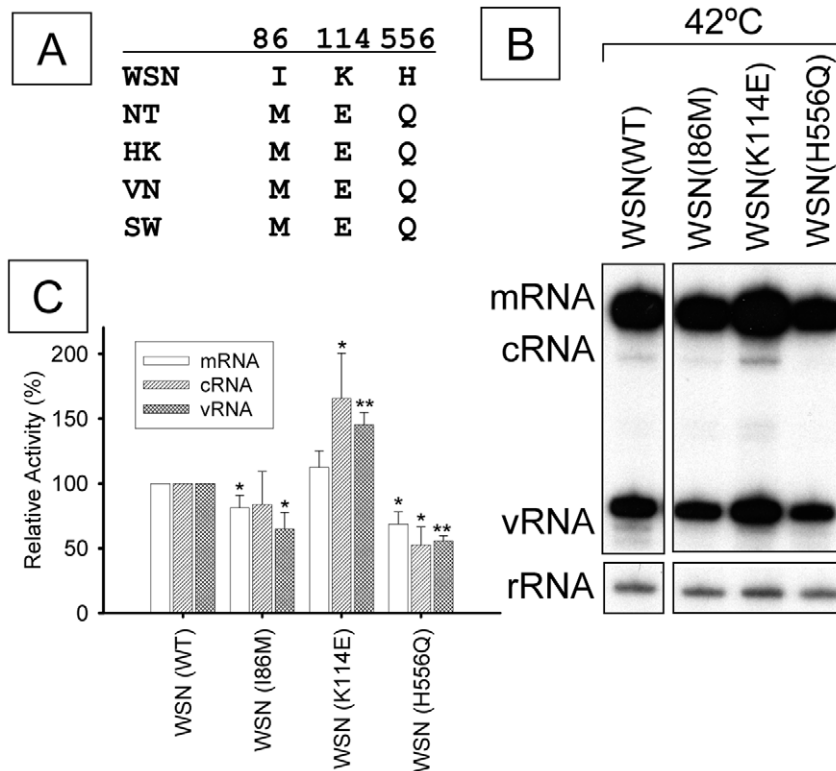 A
86 114 556
WSN I K H
NT M E Q
HK M E Q
VN M E Q
SW M E Q
B
42ºC
WSN(WT)
WSN(I86M)
WSN(K114E)
WSN(H556Q)
mRNA
cRNA
vRNA
rRNA
C
Relative Activity (%)
200
150
100
50
0
mRNA
cRNA
vRNA
* * * ** * * **
WSN (WT)
WSN (I86M)
WSN (K114E)
WSN (H556Q)